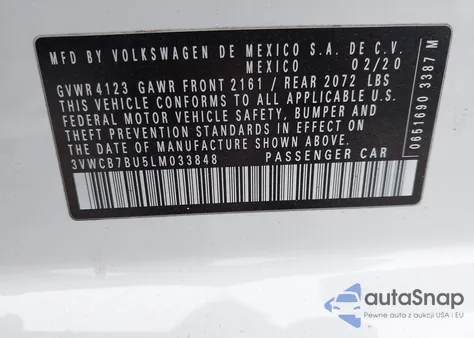 MFD BY VOLKSWAGEN DE MEXICO S.A. DE C.V.
MEXICO 02/20
GVWR4123 GAWR FRONT 2161 / REAR 2072 LBS
THIS VEHICLE CONFORMS TO ALL APPLICABLE U.S.
FEDERAL MOTOR VEHICLE SAFETY, BUMPER AND
THEFT PREVENTION STANDARDS IN EFFECT ON
THE DATE OF MANUFACTURE SHOWN ABOVE.
3VWCB7BU5LM033848 PASSENGER CAR
0651690 3387 M
autoSnap
Pewne auta z aukcji USA i EU